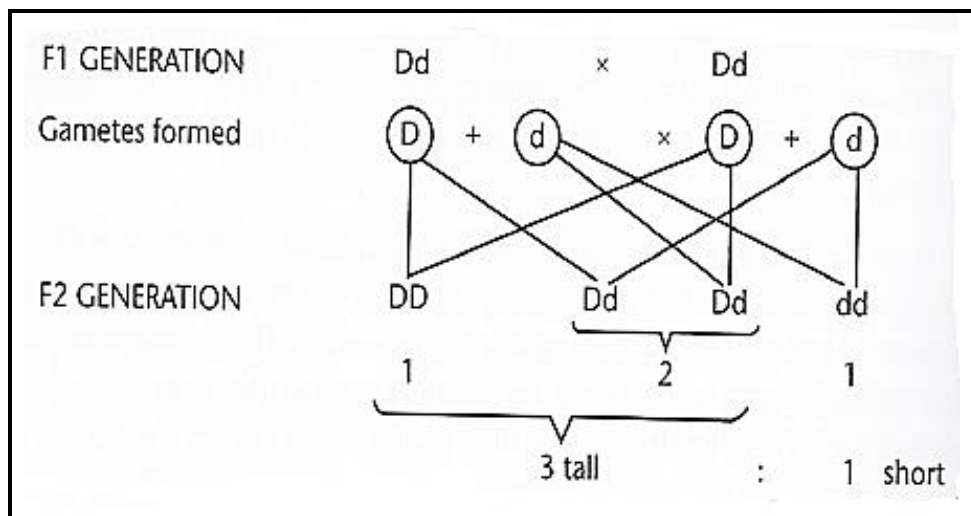 F1 GENERATION Dd × Dd
Gametes formed D + d × D + d
F2 GENERATION DD Dd Dd dd
1 2 1
3 tall : 1 short